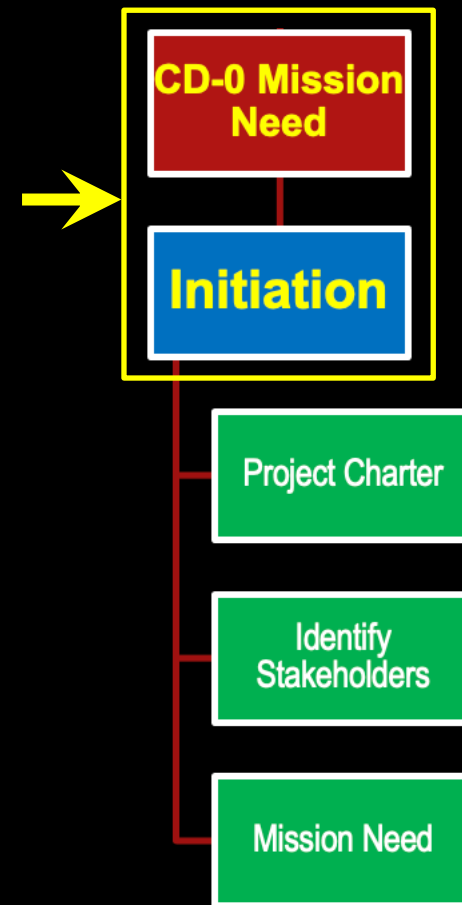 CD-0 Mission
Need
Initiation
Project Charter
Identify
Stakeholders
Mission Need